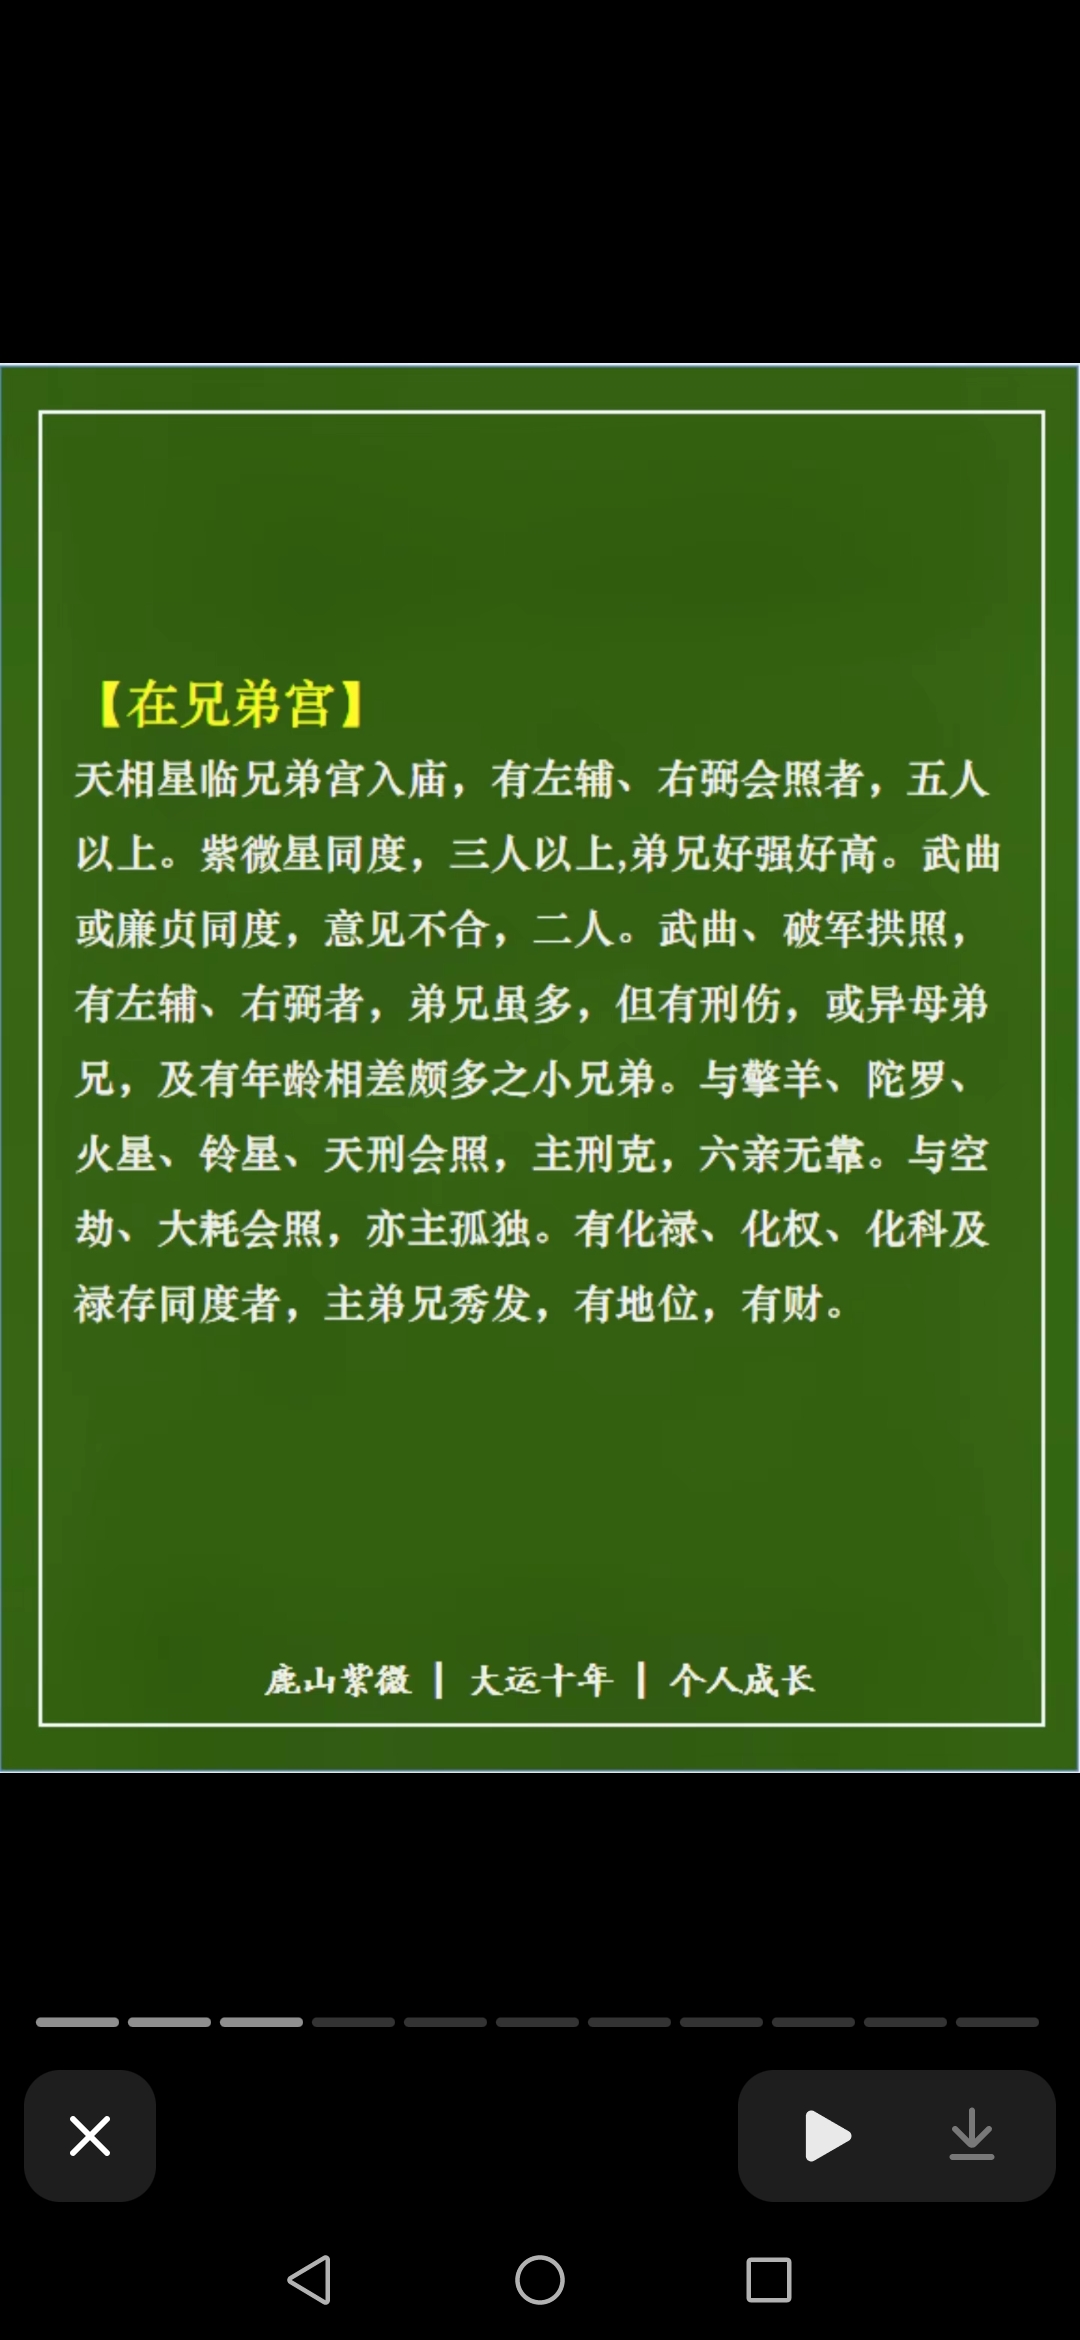 【在兄弟宫】
天相星临兄弟宫入庙，有左辅、右弼会照者，五人
以上。紫微星同度，三人以上,弟兄好强好高。武曲
或廉贞同度，意见不合，二人。武曲、破军拱照，
有左辅、右弼者，弟兄虽多，但有刑伤，或异母弟
兄，及有年龄相差颇多之小兄弟。与擎羊、陀罗、
火星、铃星、天刑会照，主刑克，六亲无靠。与空
劫、大耗会照，亦主孤独。有化禄、化权、化科及
禄存同度者，主弟兄秀发，有地位，有财。
鹿山紫微 | 大运十年 | 个人成长